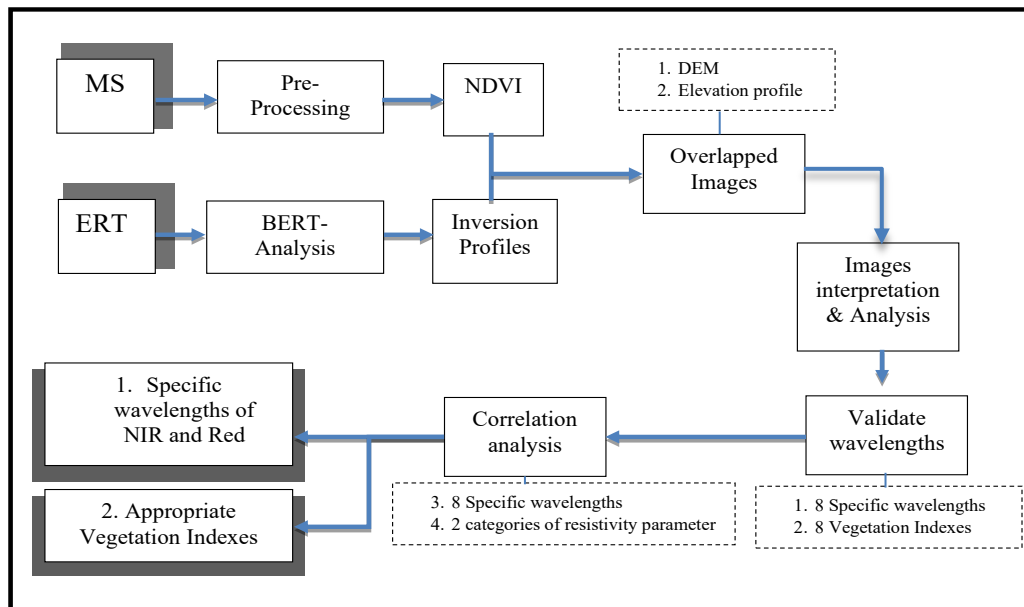 MS
Pre-
Processing
NDVI
1. DEM
2. Elevation profile
Overlapped
Images
ERT
BERT-
Analysis
Inversion
Profiles
Images
interpretation
& Analysis
1. Specific
wavelengths of
NIR and Red
Correlation
analysis
Validate
wavelengths
2. Appropriate
Vegetation Indexes
3. 8 Specific wavelengths
4. 2 categories of resistivity parameter
1. 8 Specific wavelengths
2. 8 Vegetation Indexes